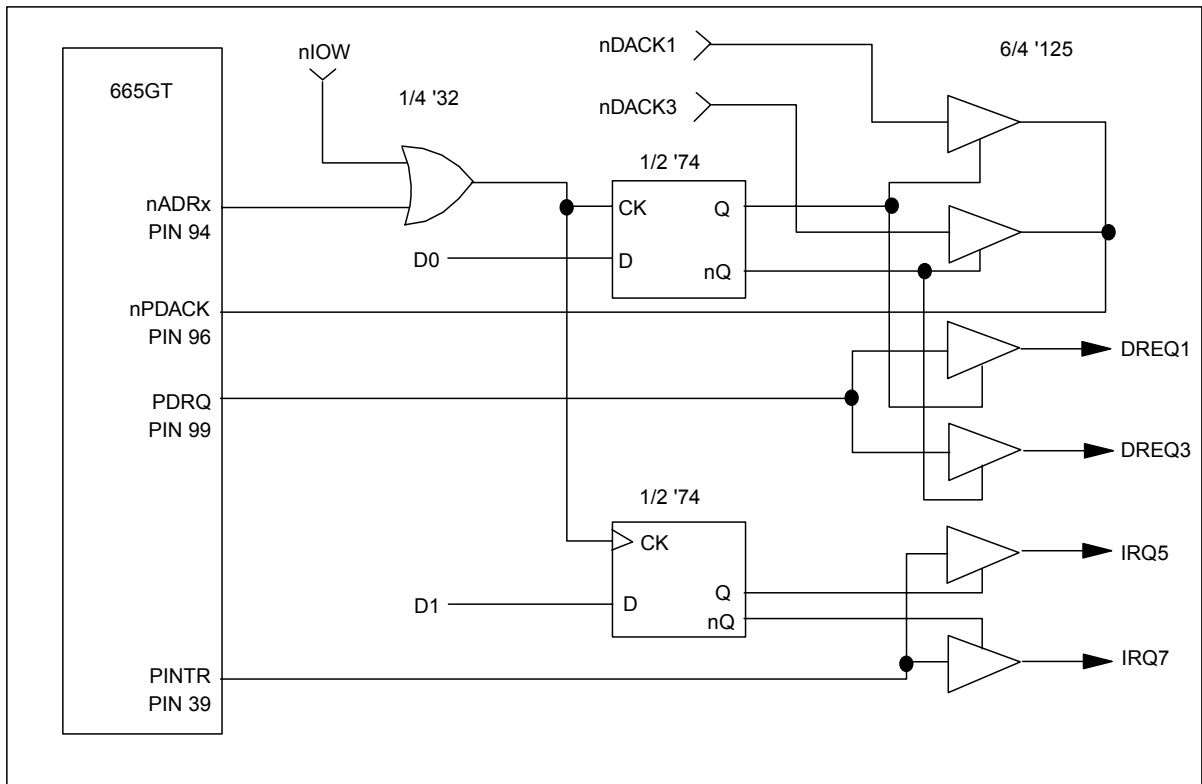 nIOW
nDACK1
6/4 '125
665GT
1/4 '32
nDACK3
1/2 '74
nADRx
PIN 94
CK
Q
D0
D
nQ
nPDACK
PIN 96
DREQ1
PDRQ
PIN 99
DREQ3
1/2 '74
CK
IRQ5
D1
D
Q
nQ
PINTR
PIN 39
IRQ7